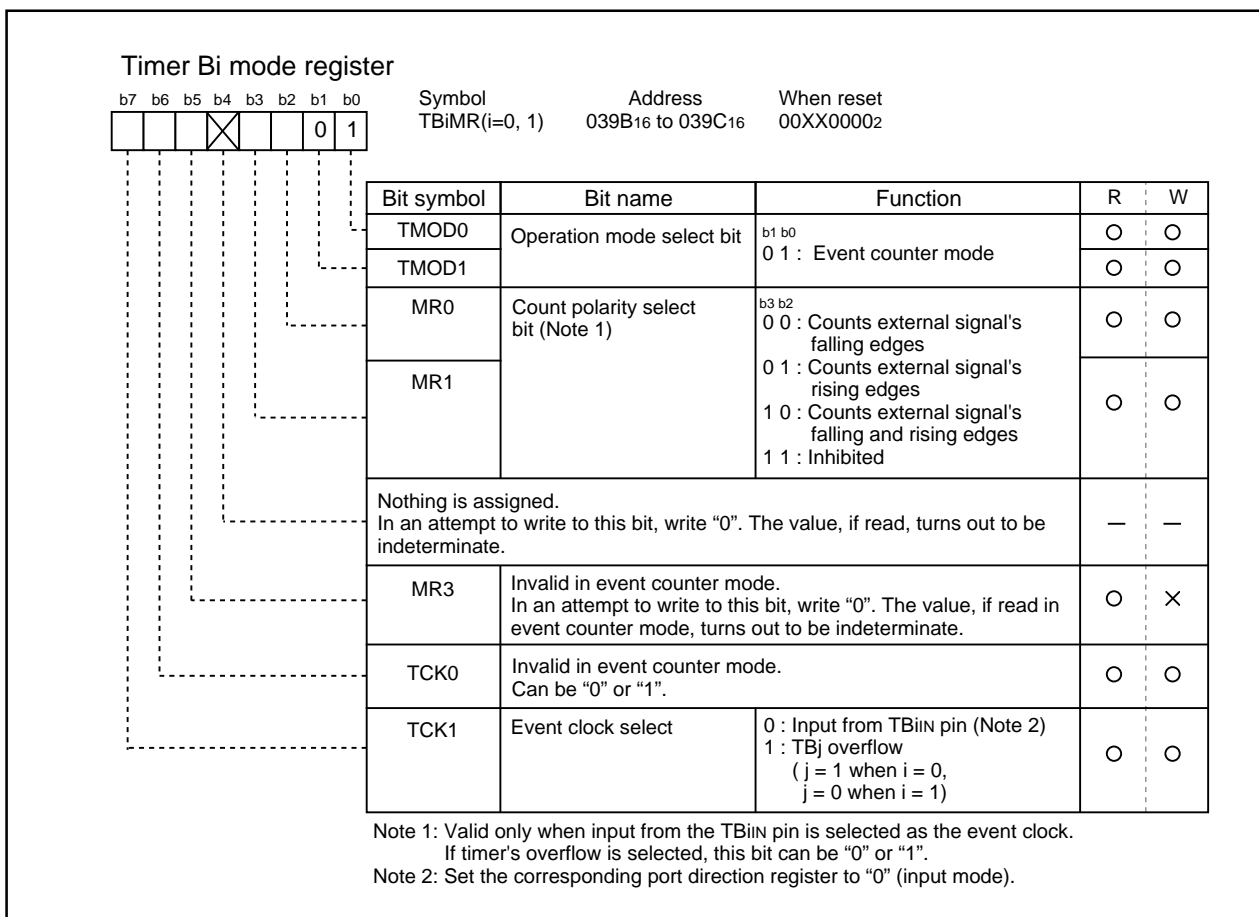 Timer Bi mode register
b7 b6 b5 b4 b3 b2 b1 b0
0 1
Symbol Address When reset
TBiMR(i=0, 1) 039B16 to 039C16 00XX00002
Bit symbol Bit name Function R W
TMOD0 Operation mode select bit b1 b0
0 1 : Event counter mode
TMOD1
MR0 Count polarity select b3 b2
bit (Note 1) 0 0 : Counts external signal's
falling edges
0 1 : Counts external signal's
MR1 rising edges
1 0 : Counts external signal's
falling and rising edges
1 1 : Inhibited
Nothing is assigned.
In an attempt to write to this bit, write “0”. The value, if read, turns out to be — —
indeterminate.
MR3 Invalid in event counter mode.
In an attempt to write to this bit, write “0”. The value, if read in
event counter mode, turns out to be indeterminate.
TCK0 Invalid in event counter mode.
Can be “0” or “1”.
TCK1 Event clock select 0 : Input from TBiIN pin (Note 2)
1 : TBj overflow
( j = 1 when i = 0,
j = 0 when i = 1)
Note 1: Valid only when input from the TBiIN pin is selected as the event clock.
If timer's overflow is selected, this bit can be “0” or “1”.
Note 2: Set the corresponding port direction register to “0” (input mode).